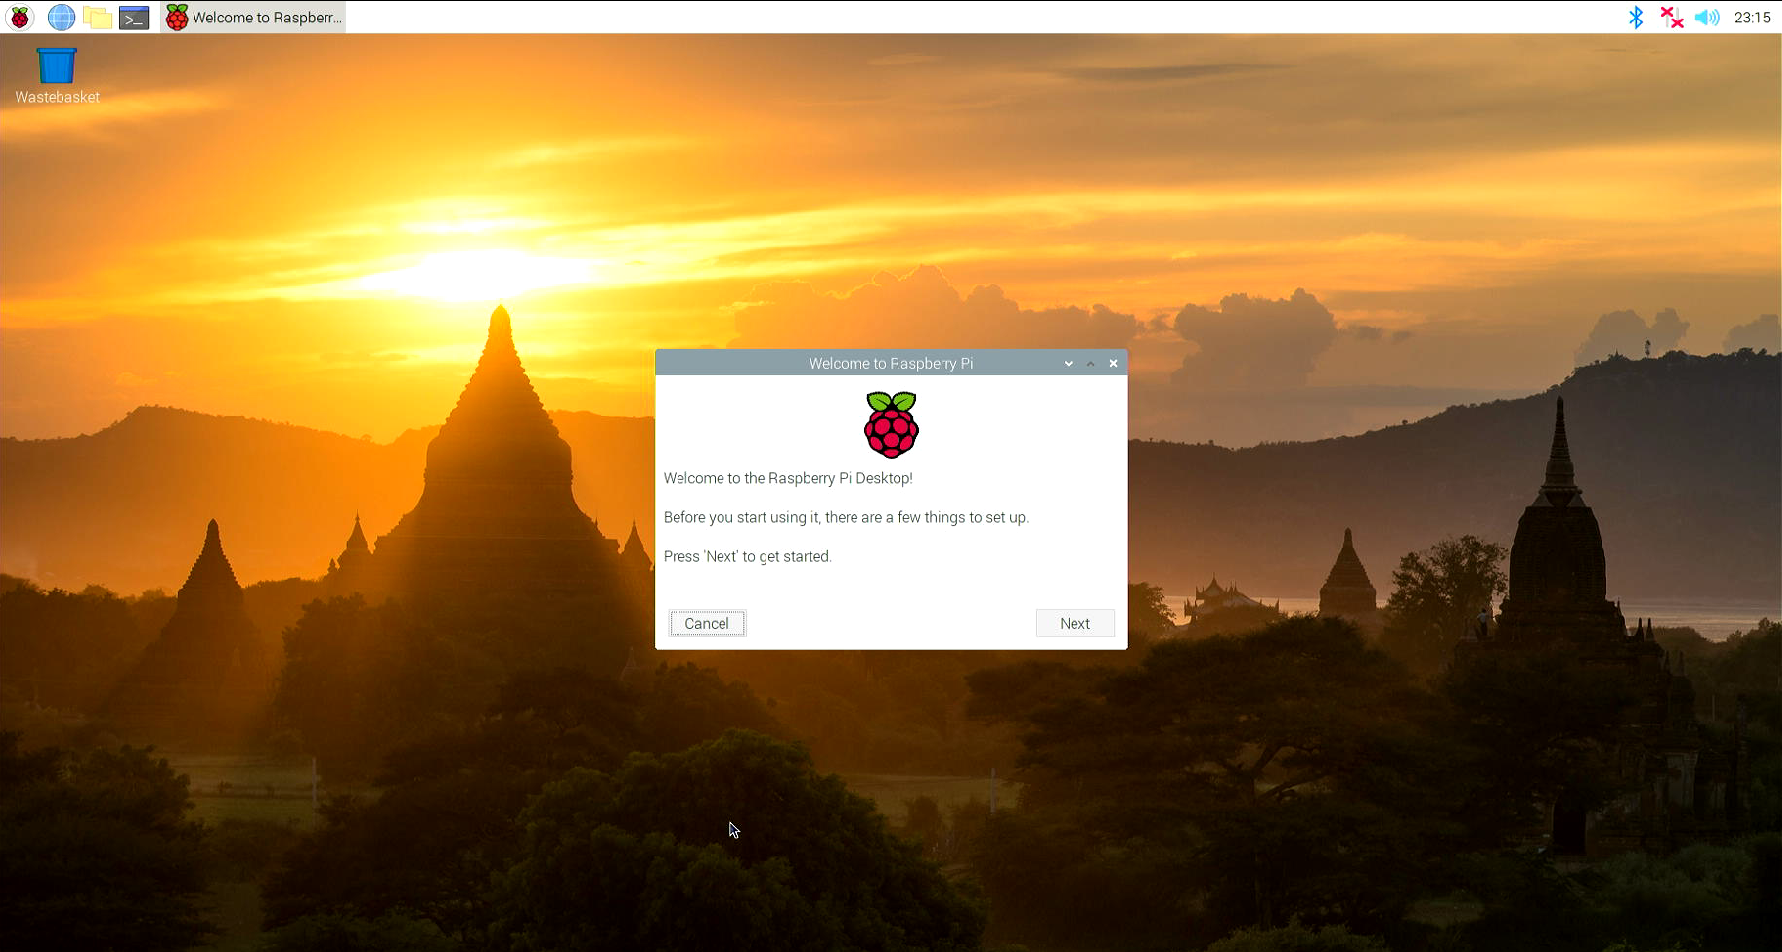 Welcome to Raspberr...
23:15
Wastebasket
Welcome to Raspberry Pi
Welcome to the Raspberry Pi Desktop!
Before you start using it, there are a few things to set up.
Press 'Next' to get started.
Cancel
Next